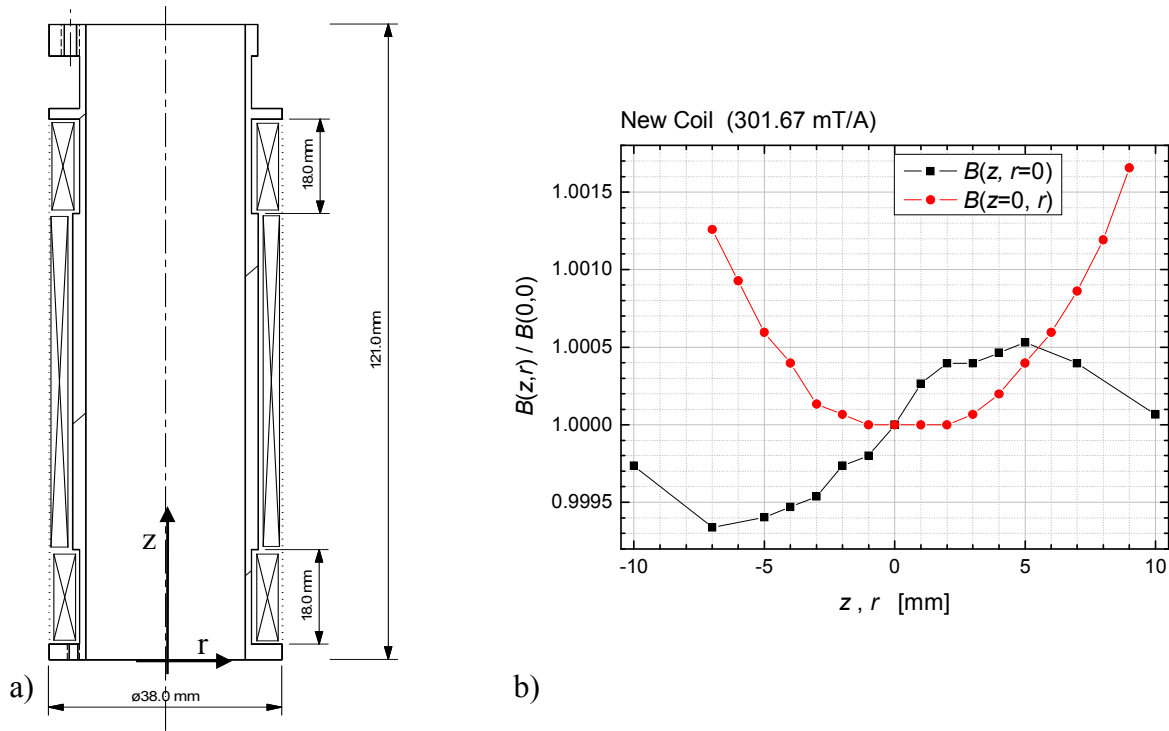 18.0 mm
121.0 mm
z
18.0 mm
r
ø38.0 mm
a)
New Coil (301.67 mT/A)
B(z, r=0)
B(z=0, r)
1.0015
1.0010
1.0005
1.0000
0.9995
B(z,r) / B(0,0)
-10 -5 0 5 10
z , r [mm]
b)